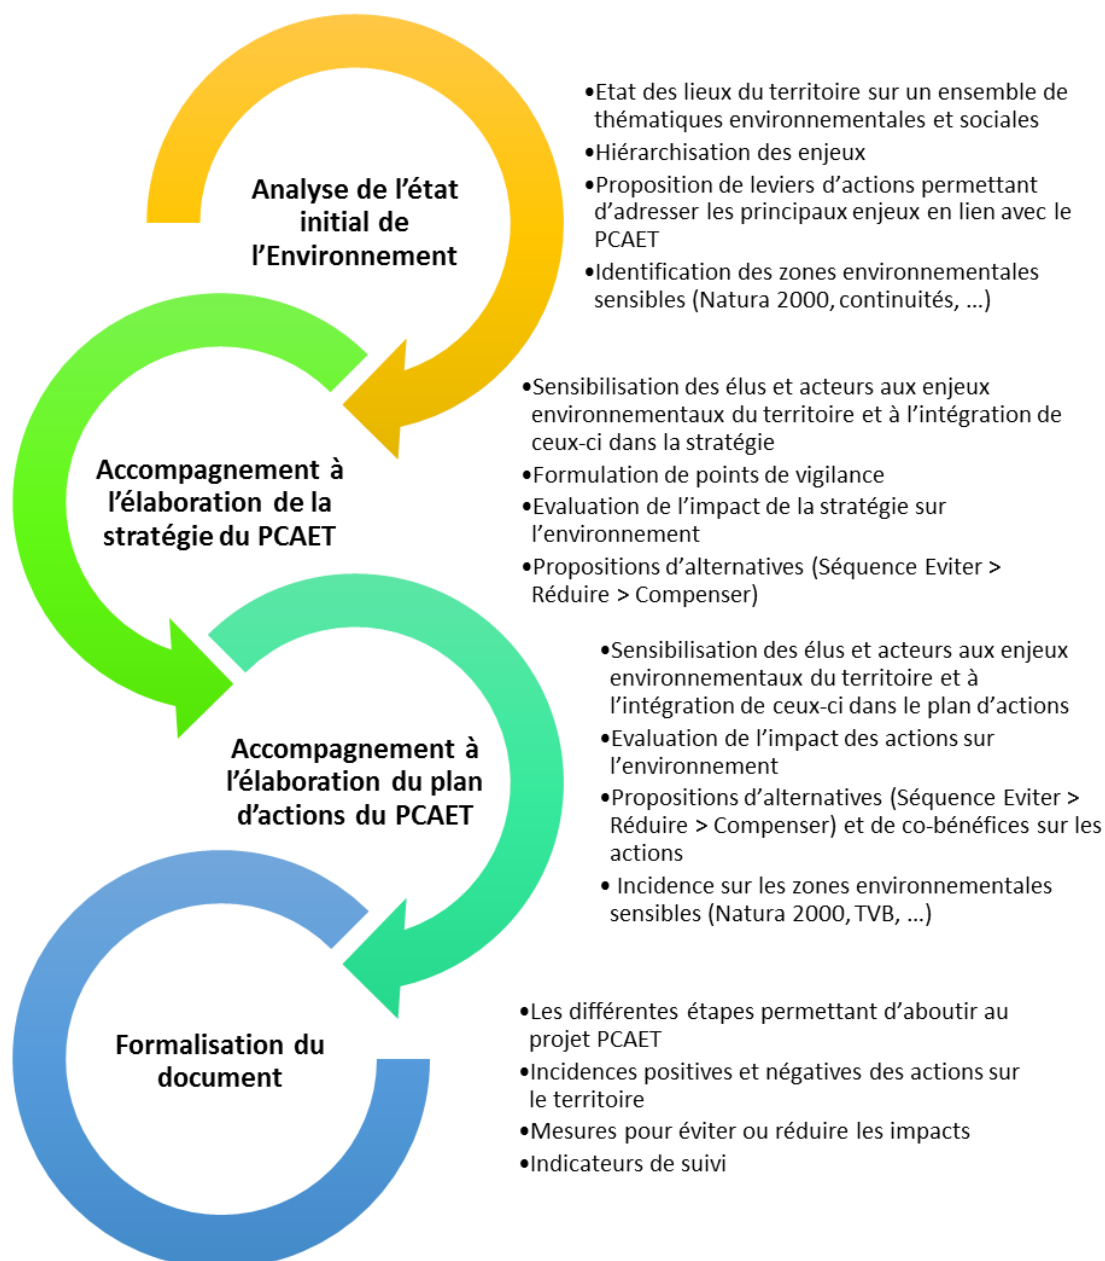 Analyse de l’état
initial de
l’Environnement
•Etat des lieux du territoire sur un ensemble de
thématiques environnementales et sociales
•Hiérarchisation des enjeux
•Proposition de leviers d’actions permettant
d’adresser les principaux enjeux en lien avec le
PCAET
•Identification des zones environnementales
sensibles (Natura 2000, continuités, …)
Accompagnement à
l’élaboration de la
stratégie du PCAET
•Sensibilisation des élus et acteurs aux enjeux
environnementaux du territoire et à l’intégration de
ceux-ci dans la stratégie
•Formulation de points de vigilance
•Evaluation de l’impact de la stratégie sur
l’environnement
•Propositions d’alternatives (Séquence Eviter >
Réduire > Compenser)
Accompagnement à
l’élaboration du plan
d’actions du PCAET
•Sensibilisation des élus et acteurs aux enjeux
environnementaux du territoire et à
l’intégration de ceux-ci dans le plan d’actions
•Evaluation de l’impact des actions sur
l’environnement
•Propositions d’alternatives (Séquence Eviter >
Réduire > Compenser) et de co-bénéfices sur les
actions
• Incidence sur les zones environnementales
sensibles (Natura 2000, TVB, …)
Formalisation du
document
•Les différentes étapes permettant d’aboutir au
projet PCAET
•Incidences positives et négatives des actions sur
le territoire
•Mesures pour éviter ou réduire les impacts
•Indicateurs de suivi